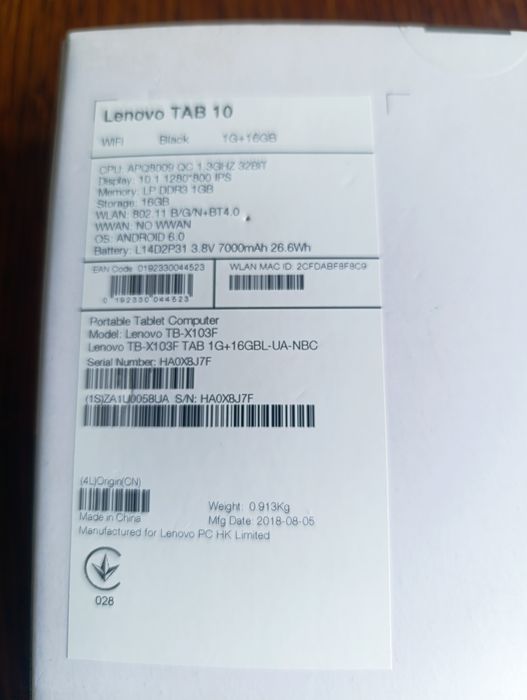 Lenovo TAB 10
WiFi Black 1G+16GB
CPU: APQ8009 QC 1.3GHZ 32BIT
Display: 10.1 1280*800 IPS
Memory: LP DDR3 1GB
Storage: 16GB
WLAN: 802.11 B/G/N+BT4.0
WWAN: NO WWAN
OS: ANDROID 6.0
Battery: L14D2P31 3.8V 7000mAh 26.6Wh
EAN Code 0192330044523 WLAN MAC ID: 2CFDABF8F8C9
0 192330 044523
Portable Tablet Computer
Model: Lenovo TB-X103F
Lenovo TB-X103F TAB 1G+16GBL-UA-NBC
Serial Number: HA0X8J7F
(1S)ZA1U0058UA S/N: HA0X8J7F
(4L)Origin(CN)
Made in China
Weight: 0.913Kg
Mfg Date: 2018-08-05
Manufactured for Lenovo PC HK Limited
028